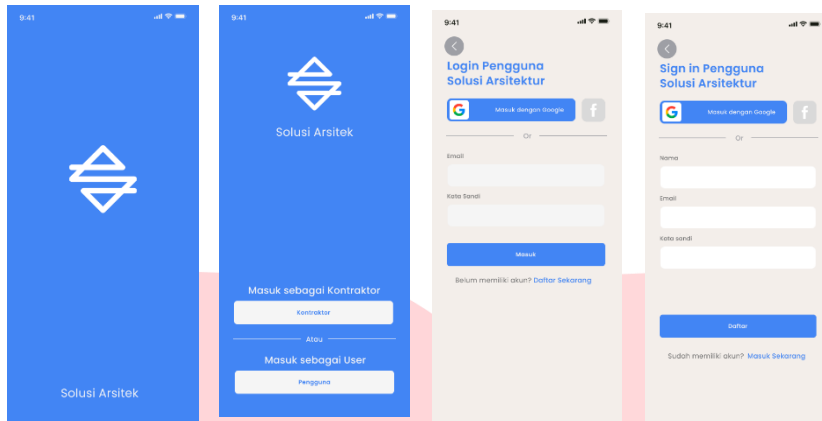 9:41
Solusi Arsitek
9:41
Solusi Arsitek
Masuk sebagai Kontraktor
Kontraktor
Atau
Masuk sebagai User
Pengguna
9:41
Login Pengguna
Solusi Arsitektur
G Masuk dengan Google f
Or
Email
Kata Sandi
Masuk
Belum memiliki akun? Daftar Sekarang
9:41
Sign in Pengguna
Solusi Arsitektur
G Masuk dengan Google f
Or
Nama
Email
Kata sandi
Daftar
Sudah memiliki akun? Masuk Sekarang